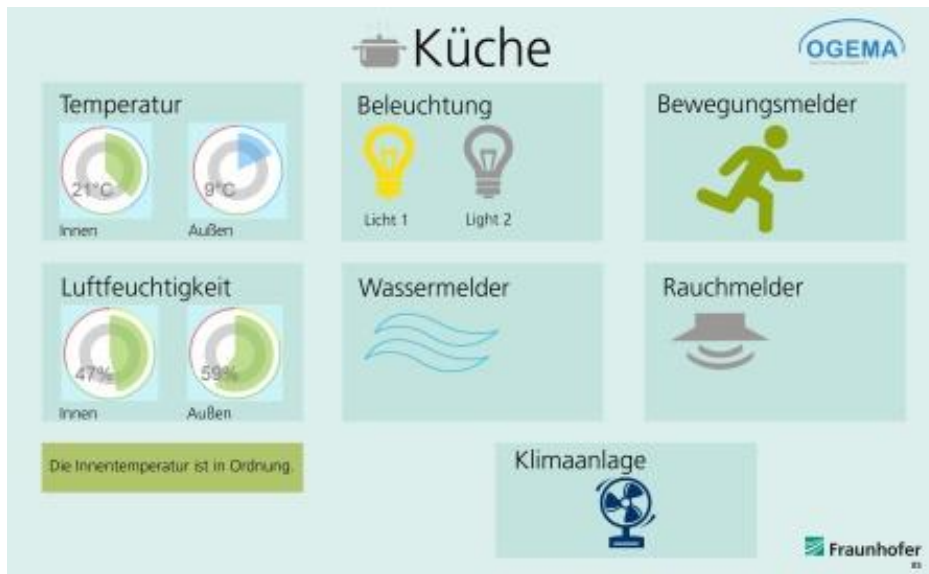 Küche
OGEMA
Temperatur
21°C
9°C
Innen
Außen
Beleuchtung
Licht 1
Light 2
Bewegungsmelder
Luftfeuchtigkeit
47%
59%
Innen
Außen
Wassermelder
Rauchmelder
Die Innentemperatur ist in Ordnung.
Klimaanlage
Fraunhofer